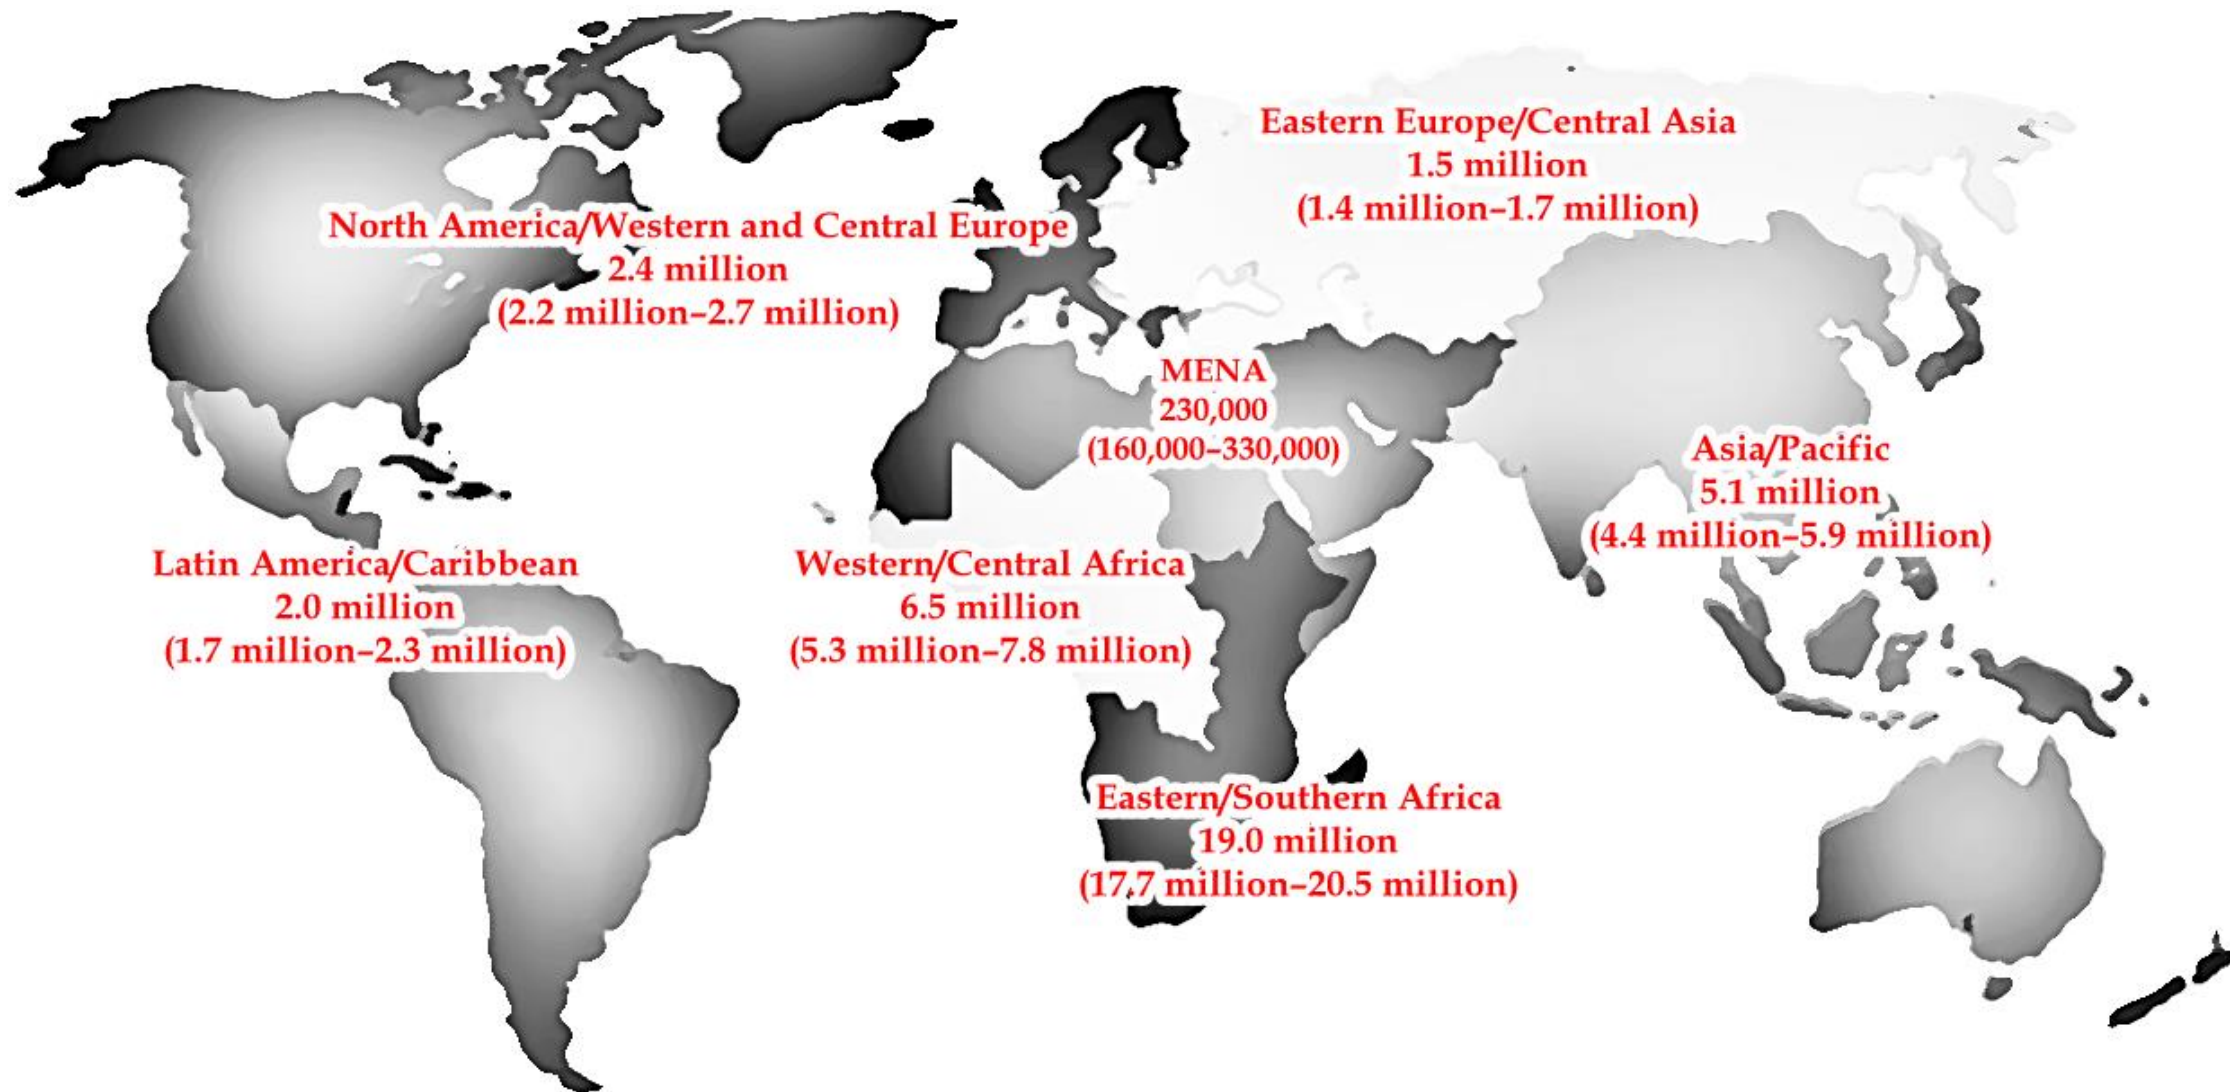 Eastern Europe/Central Asia
1.5 million
(1.4 million–1.7 million)
North America/Western and Central Europe
2.4 million
(2.2 million–2.7 million)
MENA
230,000
(160,000–330,000)
Asia/Pacific
5.1 million
(4.4 million–5.9 million)
Latin America/Caribbean
2.0 million
(1.7 million–2.3 million)
Western/Central Africa
6.5 million
(5.3 million–7.8 million)
Eastern/Southern Africa
19.0 million
(17.7 million–20.5 million)